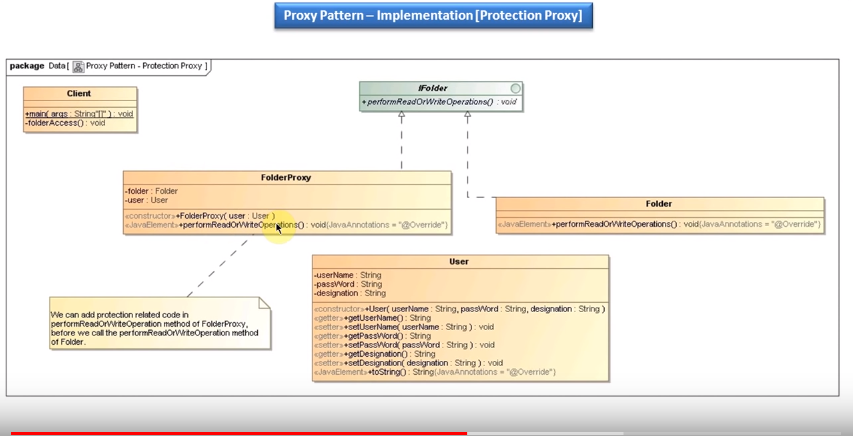 Proxy Pattern – Implementation [Protection Proxy]
package Data [ Proxy Pattern - Protection Proxy ]
Client
+main( args : String"[]" ) : void
-folderAccess() : void
IFolder
+performReadOrWriteOperations() : void
FolderProxy
-folder : Folder
-user : User
«constructor»+FolderProxy( user : User )
«JavaElement»+performReadOrWriteOperations() : void{JavaAnnotations = "@Override"}
Folder
«JavaElement»+performReadOrWriteOperations() : void{JavaAnnotations = "@Override"}
User
-userName : String
-passWord : String
-designation : String
«constructor»+User( userName : String, passWord : String, designation : String )
«getter»+getUserName() : String
«setter»+setUserName( userName : String ) : void
«getter»+getPassWord() : String
«setter»+setPassWord( passWord : String ) : void
«getter»+getDesignation() : String
«setter»+setDesignation( designation : String ) : void
«JavaElement»+toString() : String{JavaAnnotations = "@Override"}
We can add protection related code in
performReadOrWriteOperation method of FolderProxy,
before we call the performReadOrWriteOperation method
of Folder.